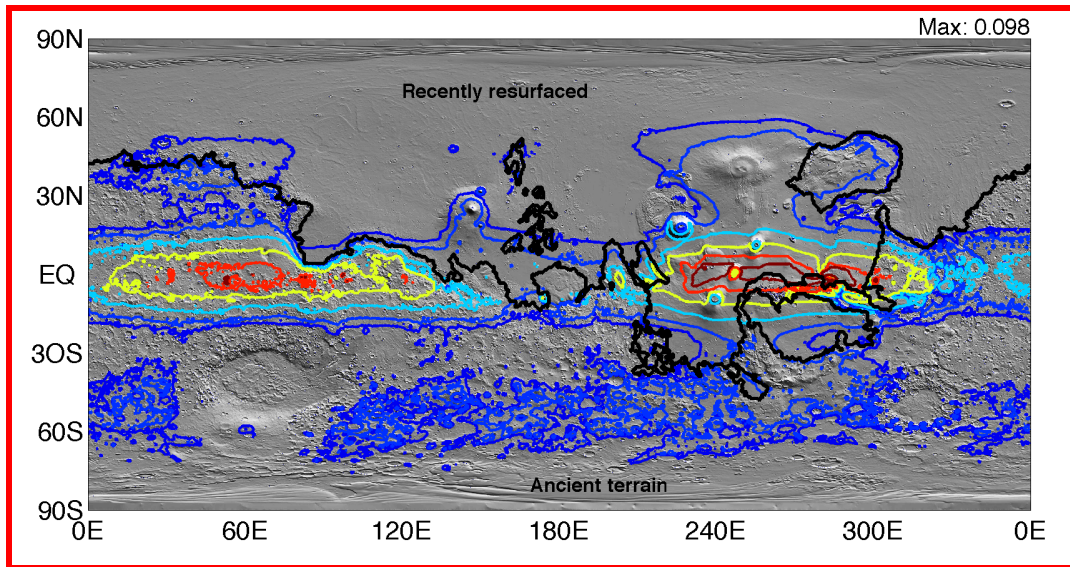 Max: 0.098
90N
Recently resurfaced
60N
30N
EQ
30S
60S
Ancient terrain
90S
0E 60E 120E 180E 240E 300E 0E